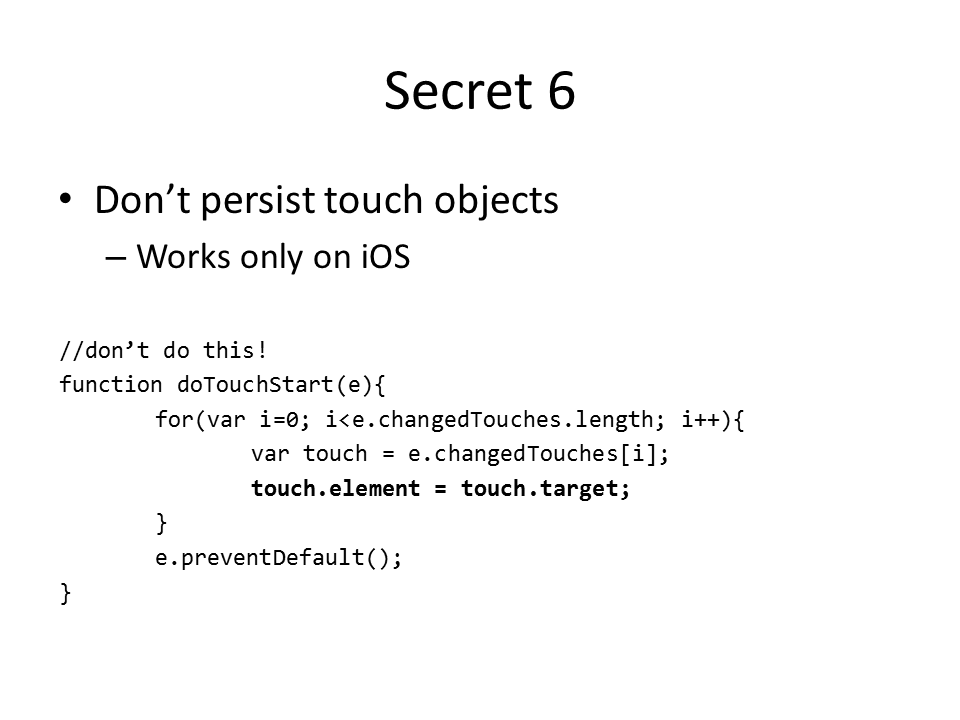 Secret 6
• Don’t persist touch objects
– Works only on iOS
//don’t do this!
function doTouchStart(e){
for(var i=0; i<e.changedTouches.length; i++){
var touch = e.changedTouches[i];
touch.element = touch.target;
}
e.preventDefault();
}